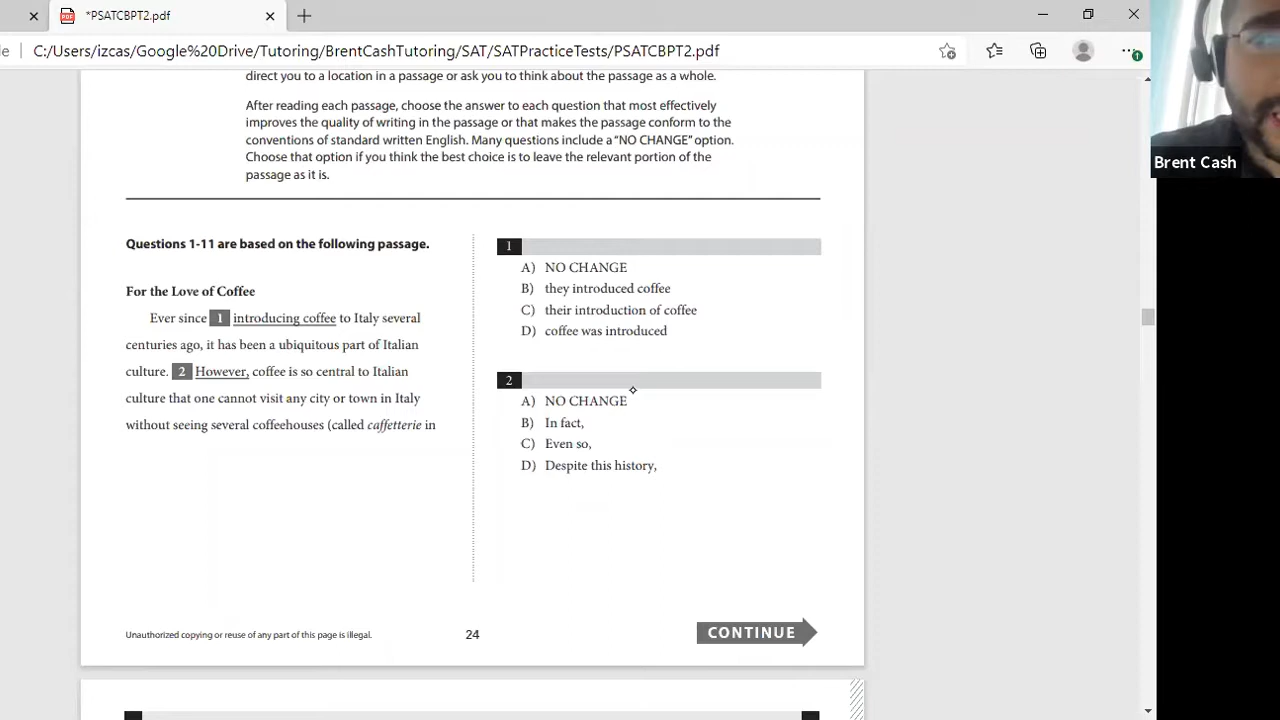 *PSATCBPT2.pdf
C:/Users/izcas/Google%20Drive/Tutoring/BrentCashTutoring/SAT/SATPracticeTests/PSATCBPT2.pdf
direct you to a location in a passage or ask you to think about the passage as a whole.
After reading each passage, choose the answer to each question that most effectively
improves the quality of writing in the passage or that makes the passage conform to the
conventions of standard written English. Many questions include a “NO CHANGE” option.
Choose that option if you think the best choice is to leave the relevant portion of the
passage as it is.
Questions 1-11 are based on the following passage.
For the Love of Coffee
Ever since 1 introducing coffee to Italy several
centuries ago, it has been a ubiquitous part of Italian
culture. 2 However, coffee is so central to Italian
culture that one cannot visit any city or town in Italy
without seeing several coffeehouses (called caffetterie in
1
A) NO CHANGE
B) they introduced coffee
C) their introduction of coffee
D) coffee was introduced
2
A) NO CHANGE
B) In fact,
C) Even so,
D) Despite this history,
Unauthorized copying or reuse of any part of this page is illegal.
24
CONTINUE
Brent Cash